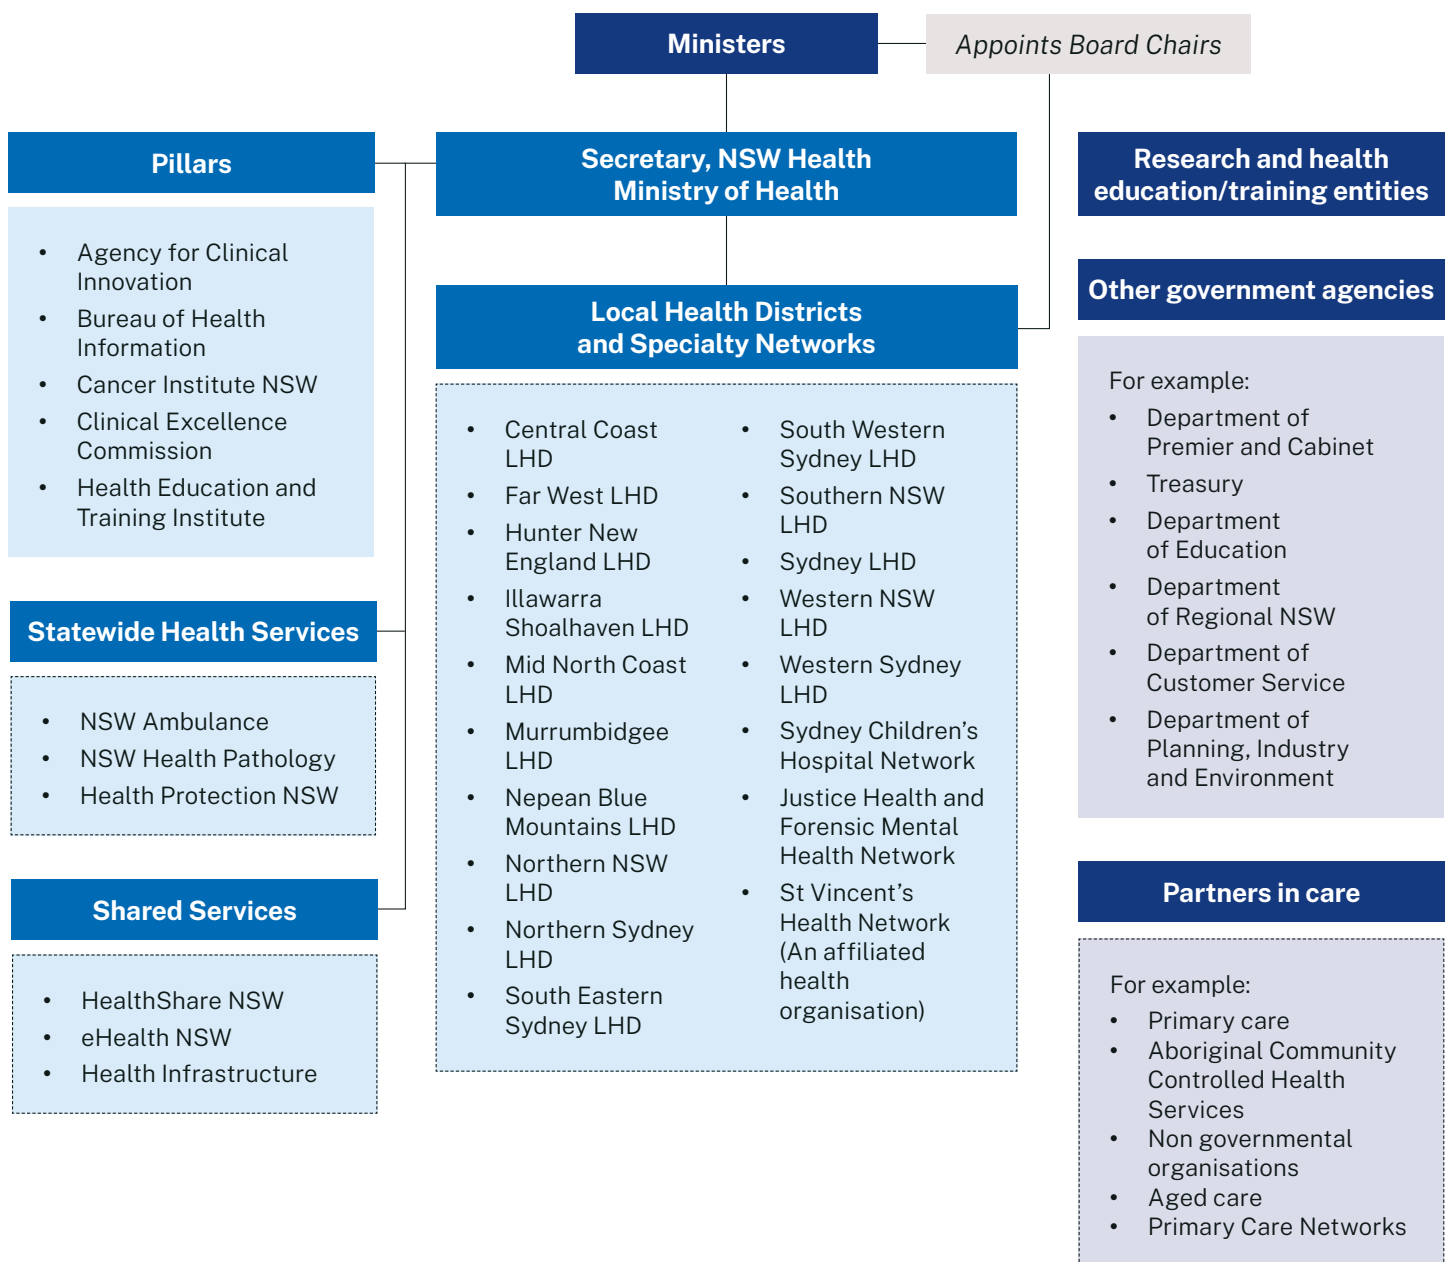 Ministers
Appoints Board Chairs
Pillars
• Agency for Clinical
Innovation
• Bureau of Health
Information
• Cancer Institute NSW
• Clinical Excellence
Commission
• Health Education and
Training Institute
Statewide Health Services
• NSW Ambulance
• NSW Health Pathology
• Health Protection NSW
Shared Services
• HealthShare NSW
• eHealth NSW
• Health Infrastructure
Secretary, NSW Health
Ministry of Health
Local Health Districts
and Specialty Networks
• Central Coast
LHD
• Far West LHD
• Hunter New
England LHD
• Illawarra
Shoalhaven LHD
• Mid North Coast
LHD
• Murrumbidgee
LHD
• Nepean Blue
Mountains LHD
• Northern NSW
LHD
• Northern Sydney
LHD
• South Eastern
Sydney LHD
• South Western
Sydney LHD
• Southern NSW
LHD
• Sydney LHD
• Western NSW
LHD
• Western Sydney
LHD
• Sydney Children’s
Hospital Network
• Justice Health and
Forensic Mental
Health Network
• St Vincent’s
Health Network
(An affiliated
health
organisation)
Research and health
education/training entities
Other government agencies
For example:
• Department of
Premier and Cabinet
• Treasury
• Department
of Education
• Department
of Regional NSW
• Department of
Customer Service
• Department of
Planning, Industry
and Environment
Partners in care
For example:
• Primary care
• Aboriginal Community
Controlled Health
Services
• Non governmental
organisations
• Aged care
• Primary Care Networks